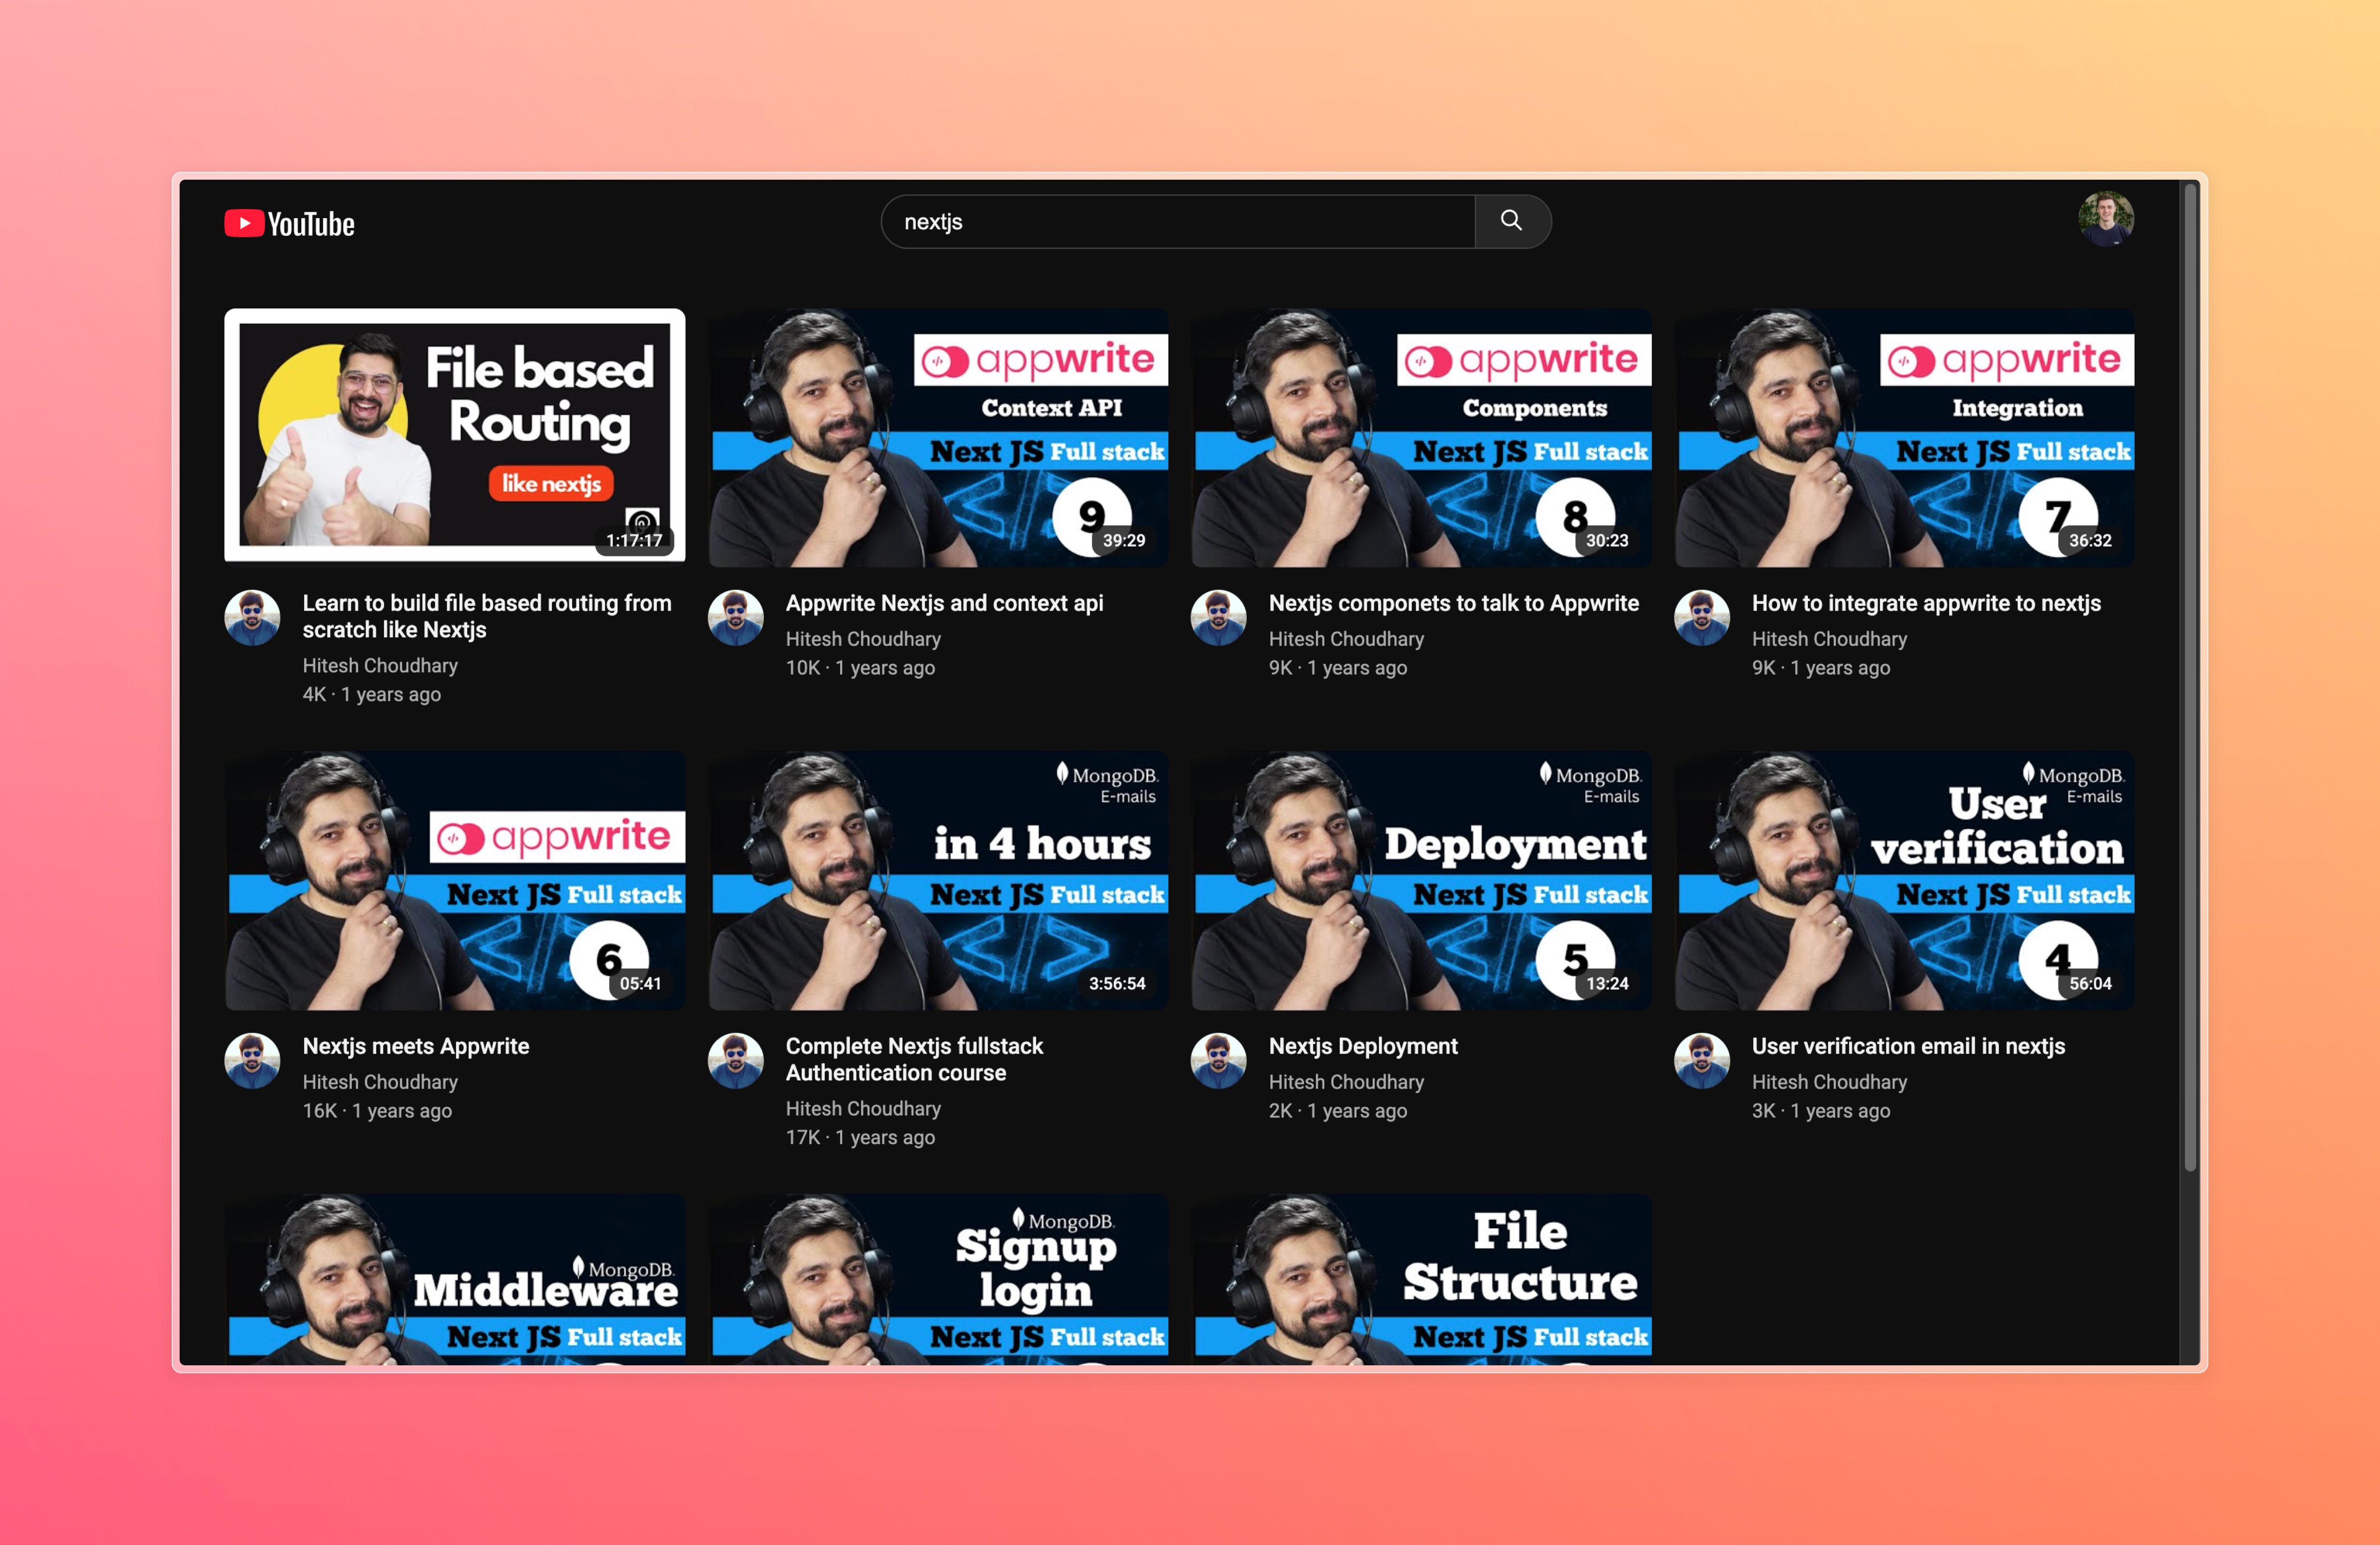 YouTube
nextjs
File based
Routing
like nextjs
1:17:17
Learn to build file based routing from
scratch like Nextjs
Hitesh Choudhary
4K · 1 years ago
appwrite
Context API
Next JS Full stack
9
39:29
Appwrite Nextjs and context api
Hitesh Choudhary
10K · 1 years ago
appwrite
Components
Next JS Full stack
8
30:23
Nextjs componets to talk to Appwrite
Hitesh Choudhary
9K · 1 years ago
appwrite
Integration
Next JS Full stack
7
36:32
How to integrate appwrite to nextjs
Hitesh Choudhary
9K · 1 years ago
appwrite
Next JS Full stack
6
05:41
Nextjs meets Appwrite
Hitesh Choudhary
16K · 1 years ago
MongoDB.
E-mails
in 4 hours
Next JS Full stack
</>
3:56:54
Complete Nextjs fullstack
Authentication course
Hitesh Choudhary
17K · 1 years ago
MongoDB.
E-mails
Deployment
Next JS Full stack
5
13:24
Nextjs Deployment
Hitesh Choudhary
2K · 1 years ago
MongoDB.
E-mails
User
verification
Next JS Full stack
4
56:04
User verification email in nextjs
Hitesh Choudhary
3K · 1 years ago
MongoDB.
Middleware
Next JS Full stack
MongoDB.
Signup
login
Next JS Full stack
File
Structure
Next JS Full stack